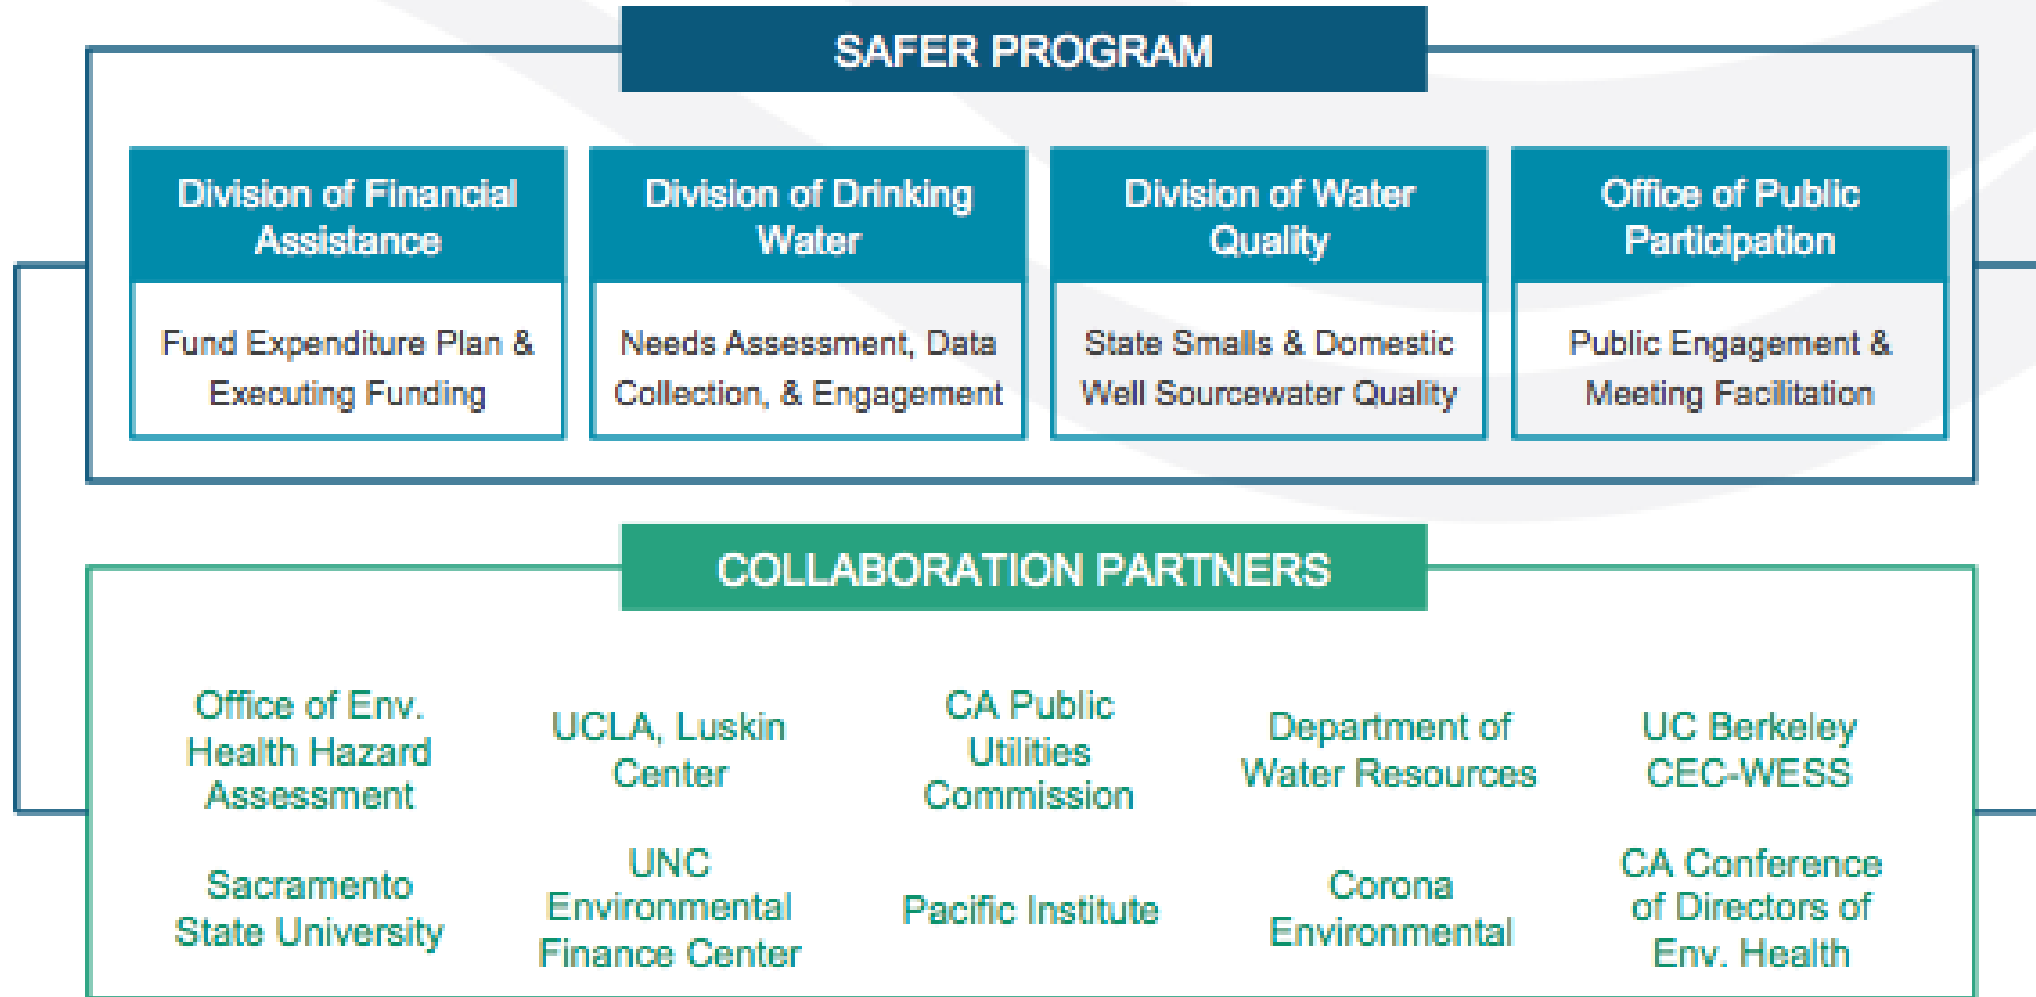 SAFER PROGRAM
Division of Financial
Assistance
Fund Expenditure Plan &
Executing Funding
Division of Drinking
Water
Needs Assessment, Data
Collection, & Engagement
Division of Water
Quality
State Smalls & Domestic
Well Sourcewater Quality
Office of Public
Participation
Public Engagement &
Meeting Facilitation
COLLABORATION PARTNERS
Office of Env.
Health Hazard
Assessment
UCLA, Luskin
Center
CA Public
Utilities
Commission
Department of
Water Resources
UC Berkeley
CEC-WESS
Sacramento
State University
UNC
Environmental
Finance Center
Pacific Institute
Corona
Environmental
CA Conference
of Directors of
Env. Health